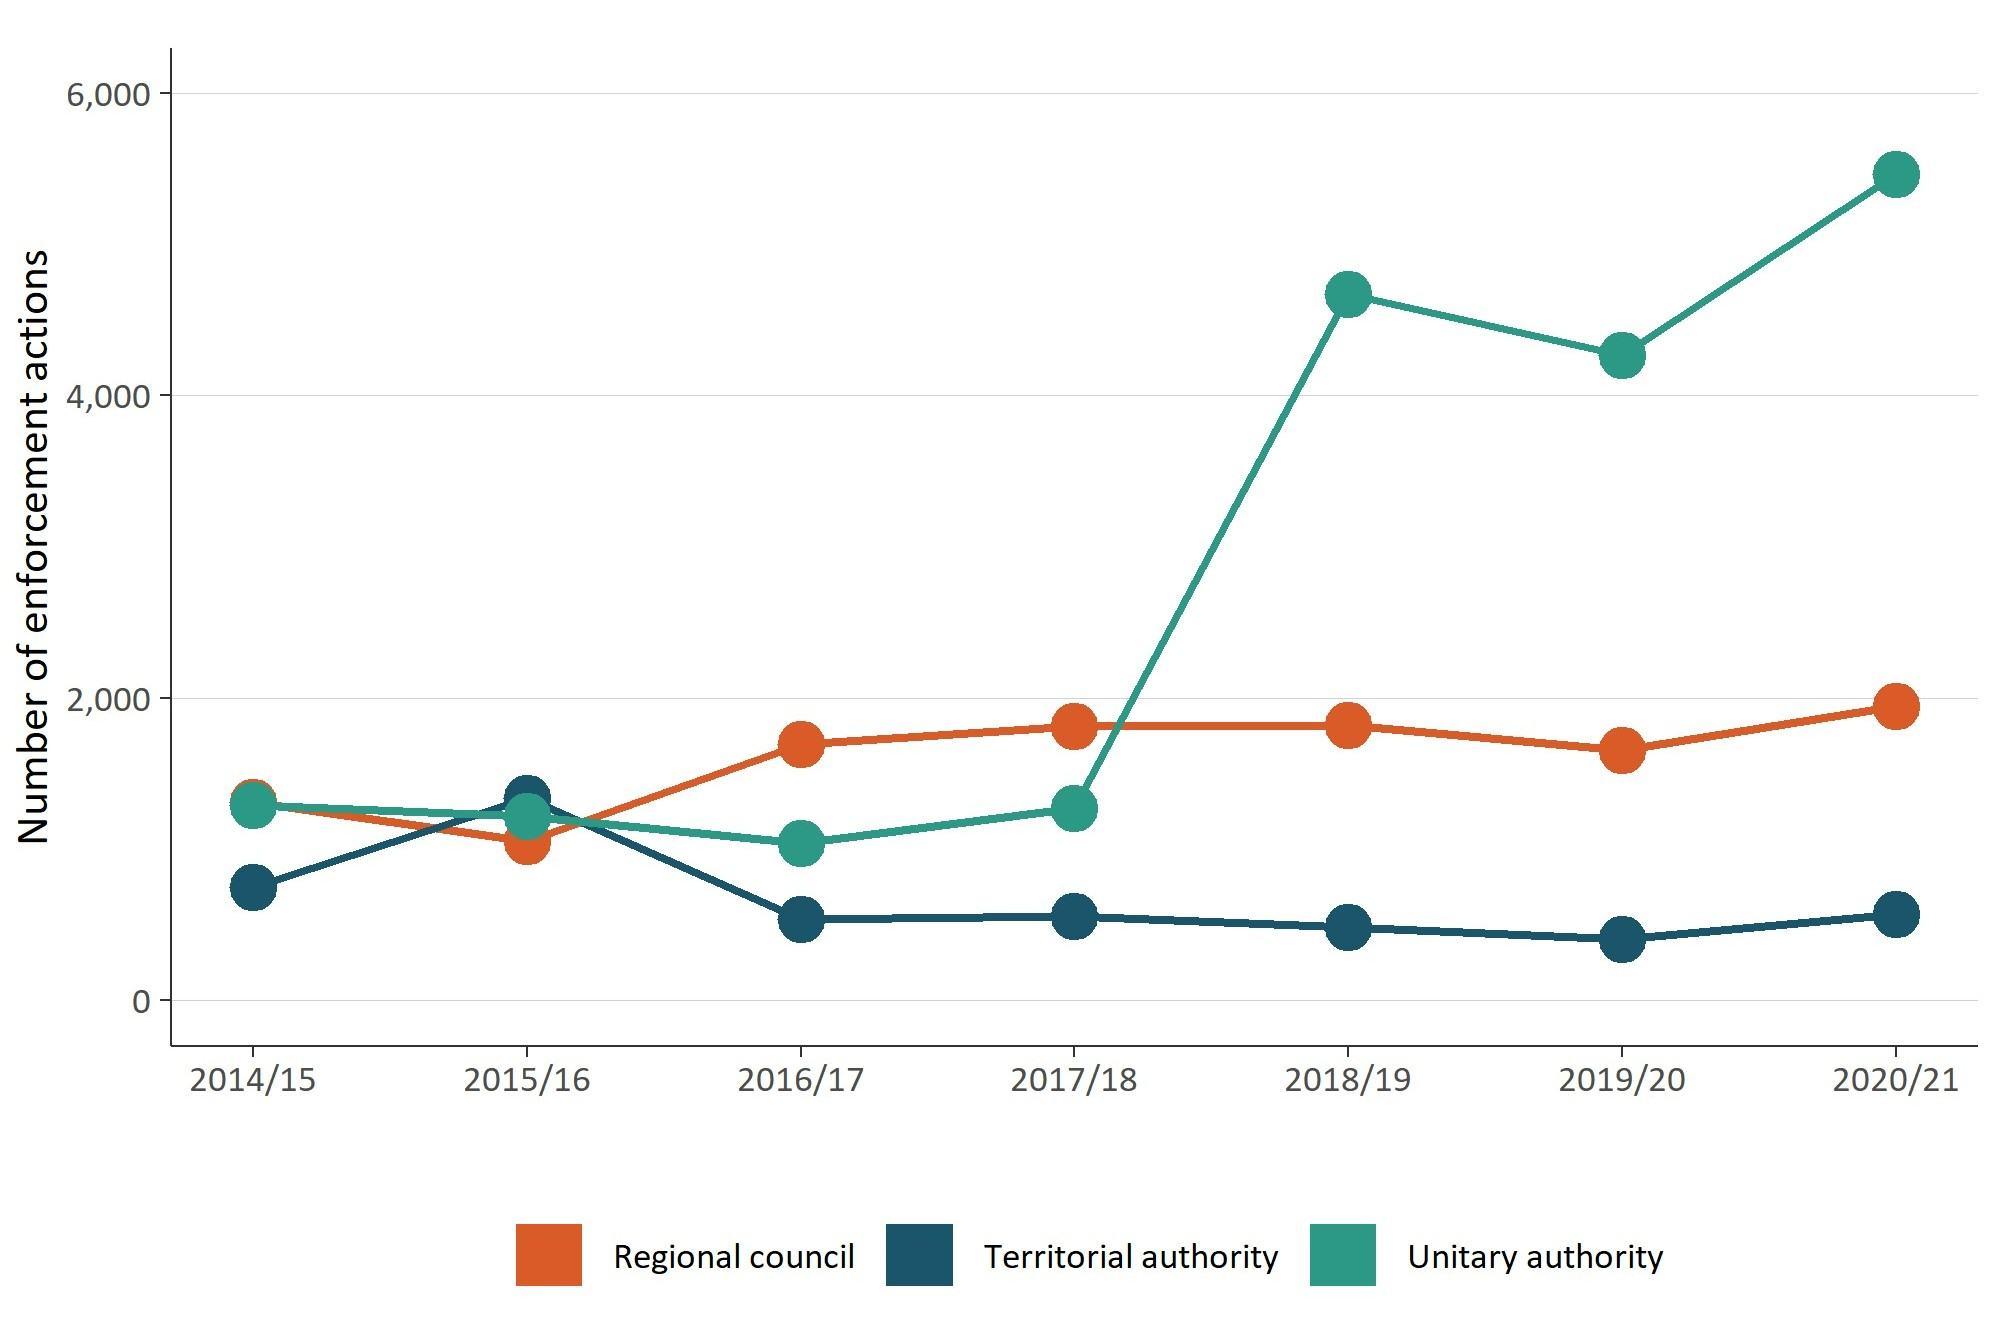 Number of enforcement actions
6,000
4,000
2,000
0
2014/15 2015/16 2016/17 2017/18 2018/19 2019/20 2020/21
Regional council Territorial authority Unitary authority